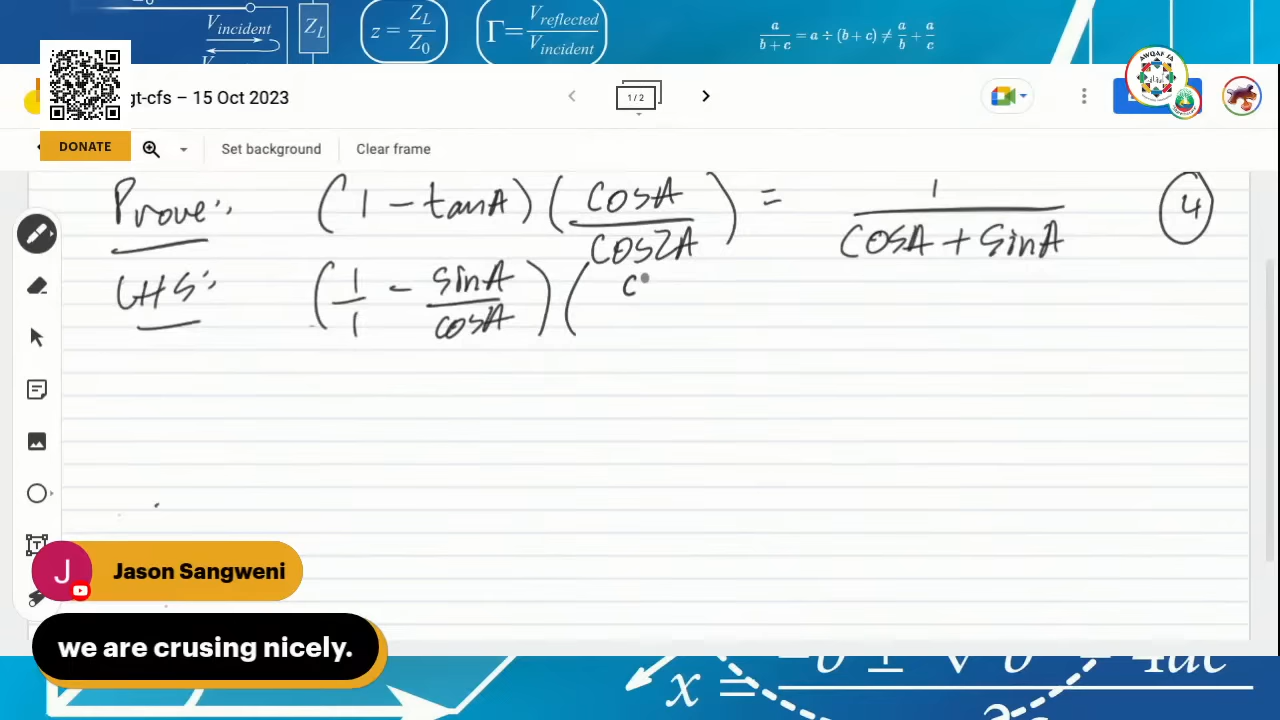 V_incident
Z_L
z = Z_L/Z_0
Γ = V_reflected/V_incident
a/(b + c) = a ÷ (b + c) ≠ a/b + a/c
AWQAF SA
gt-cfs – 15 Oct 2023
1 / 2
DONATE
Set background
Clear frame
Prove: (1 - tanA)(cosA/cos2A) = 1/(cosA + sinA) 4
LHS: (1/1 - sinA/cosA)( c
J
Jason Sangweni
we are crusing nicely.
x =